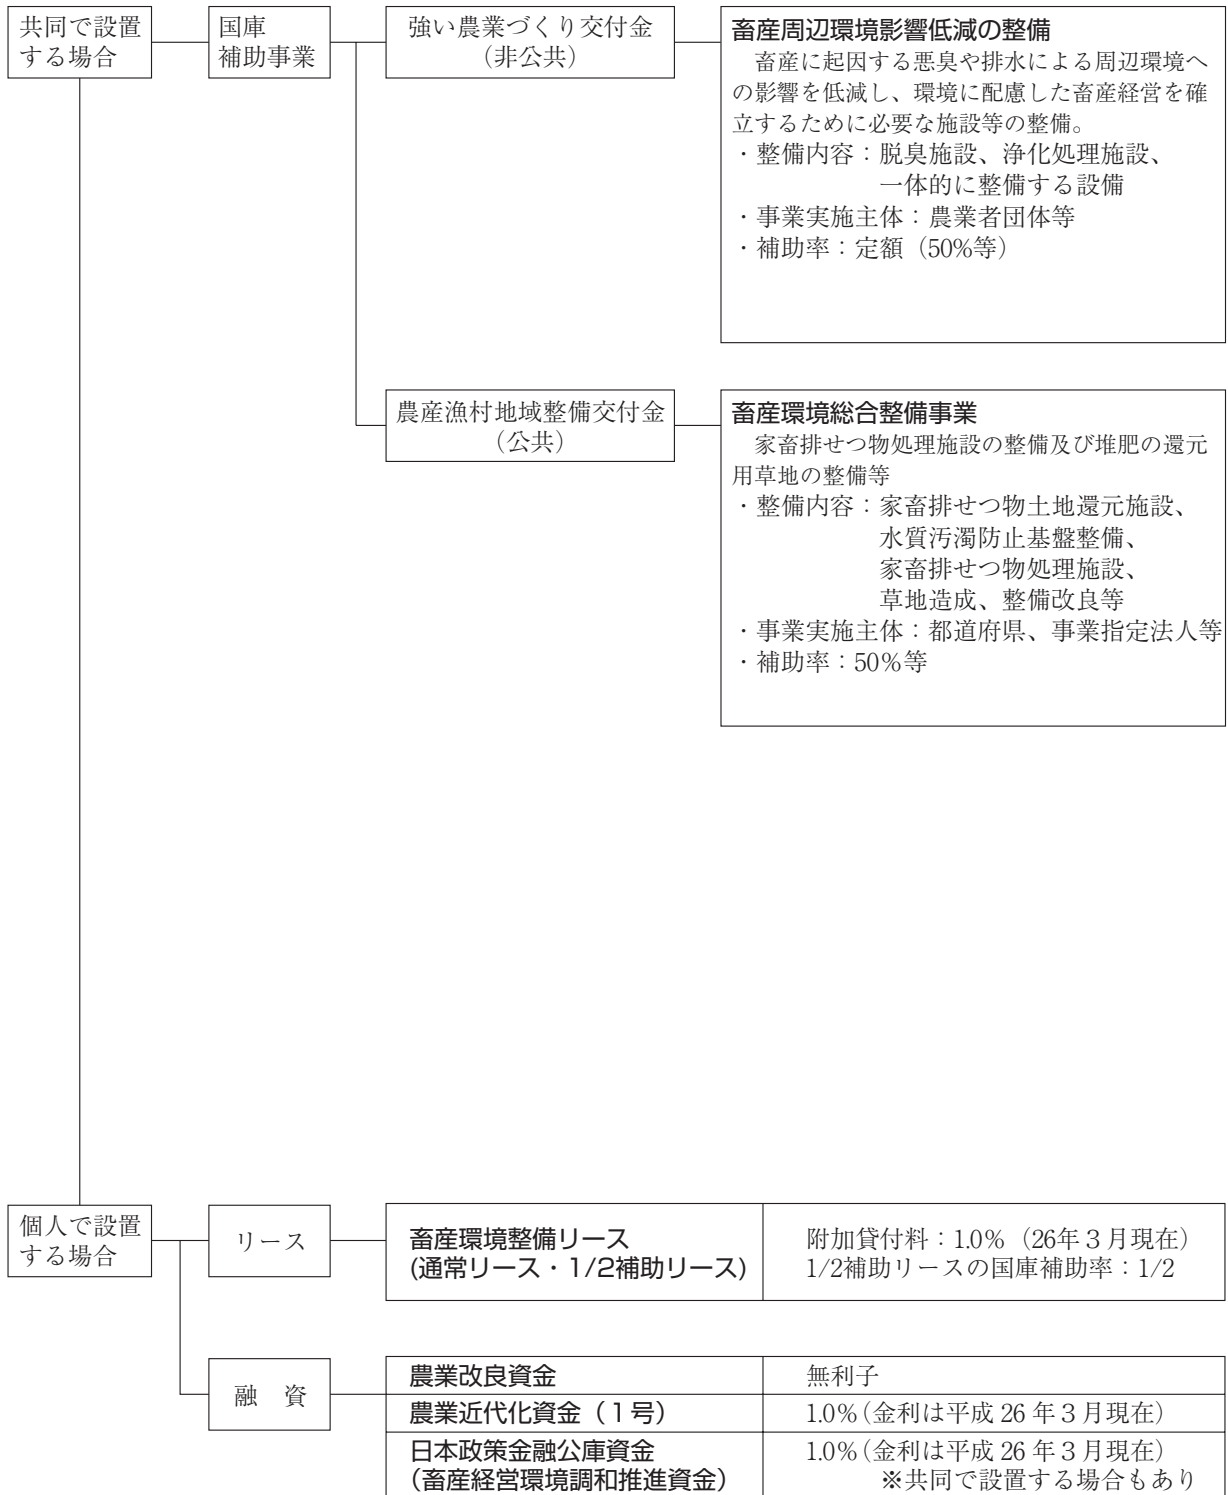 共同で設置
する場合
国庫
補助事業
強い農業づくり交付金
（非公共）
畜産周辺環境影響低減の整備
畜産に起因する悪臭や排水による周辺環境へ
の影響を低減し、環境に配慮した畜産経営を確
立するために必要な施設等の整備。
・整備内容：脱臭施設、浄化処理施設、
一体的に整備する設備
・事業実施主体：農業者団体等
・補助率：定額（50%等）
農産漁村地域整備交付金
（公共）
畜産環境総合整備事業
家畜排せつ物処理施設の整備及び堆肥の還元
用草地の整備等
・整備内容：家畜排せつ物土地還元施設、
水質汚濁防止基盤整備、
家畜排せつ物処理施設、
草地造成、整備改良等
・事業実施主体：都道府県、事業指定法人等
・補助率：50％等
個人で設置
する場合
リース
畜産環境整備リース
(通常リース・1/2補助リース)
附加貸付料：1.0%（26年３月現在）
1/2補助リースの国庫補助率：1/2
融　資
農業改良資金
無利子
農業近代化資金（１号）
1.0％（金利は平成 26 年３月現在）
日本政策金融公庫資金
（畜産経営環境調和推進資金）
1.0％（金利は平成 26 年３月現在）
※共同で設置する場合もあり